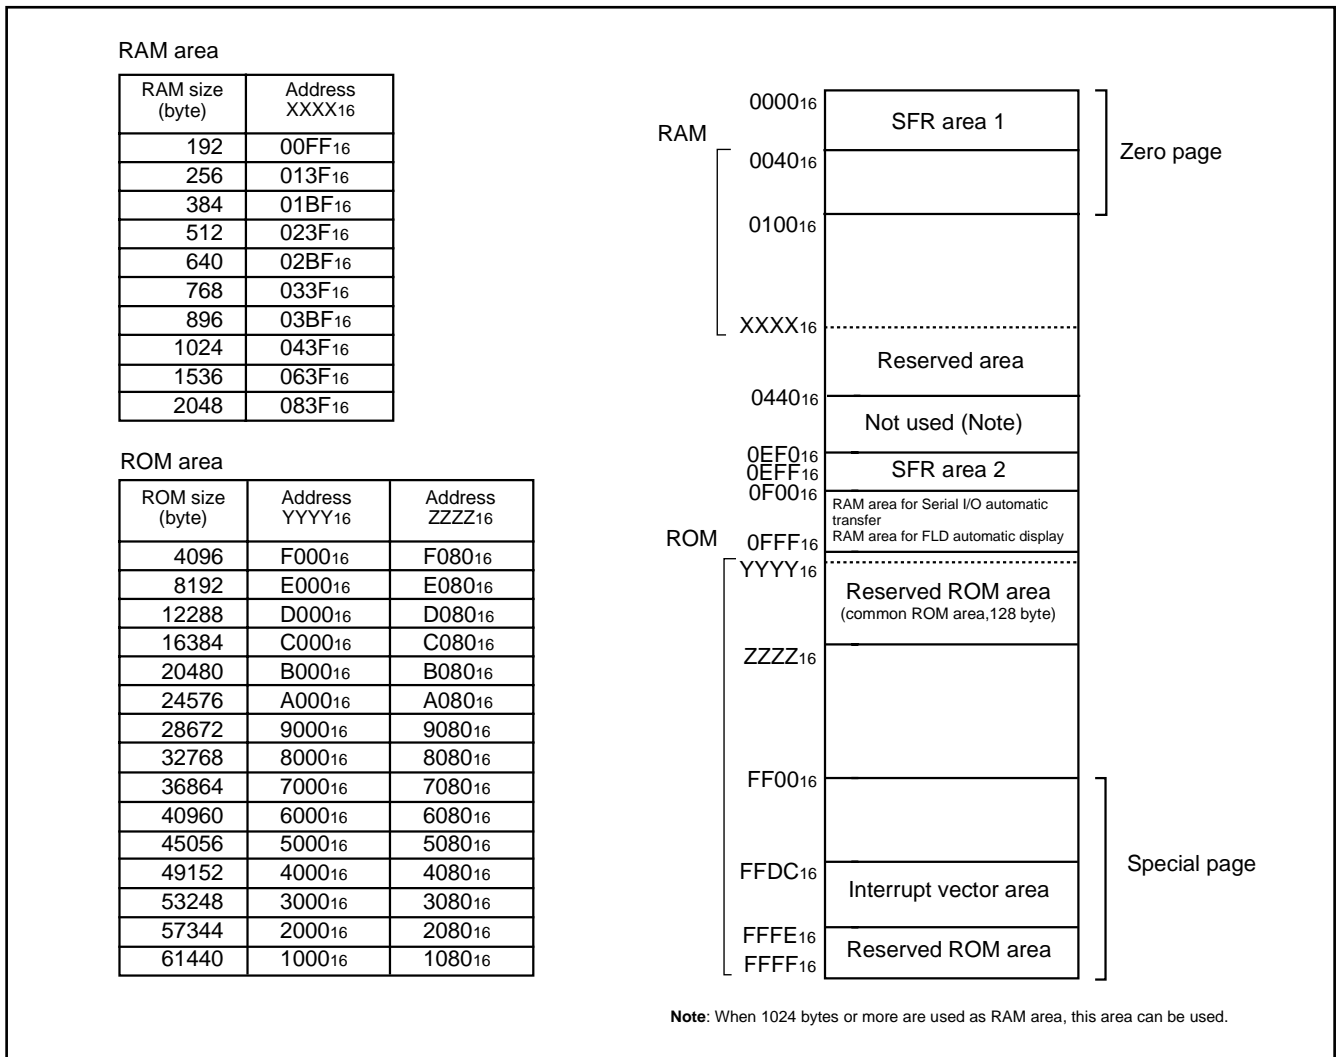 RAM area
RAM size (byte) Address XXXX16
192 00FF16
256 013F16
384 01BF16
512 023F16
640 02BF16
768 033F16
896 03BF16
1024 043F16
1536 063F16
2048 083F16
ROM area
ROM size (byte) Address YYYY16 Address ZZZZ16
4096 F00016 F08016
8192 E00016 E08016
12288 D00016 D08016
16384 C00016 C08016
20480 B00016 B08016
24576 A00016 A08016
28672 900016 908016
32768 800016 808016
36864 700016 708016
40960 600016 608016
45056 500016 508016
49152 400016 408016
53248 300016 308016
57344 200016 208016
61440 100016 108016
000016
SFR area 1
RAM
004016
Zero page
010016
XXXX16
Reserved area
044016
Not used (Note)
0EF016
0EFF16
SFR area 2
0F0016
RAM area for Serial I/O automatic
transfer
RAM area for FLD automatic display
ROM
0FFF16
YYYY16
Reserved ROM area
(common ROM area,128 byte)
ZZZZ16
FF0016
FFDC16
Special page
Interrupt vector area
FFFE16
Reserved ROM area
FFFF16
Note: When 1024 bytes or more are used as RAM area, this area can be used.